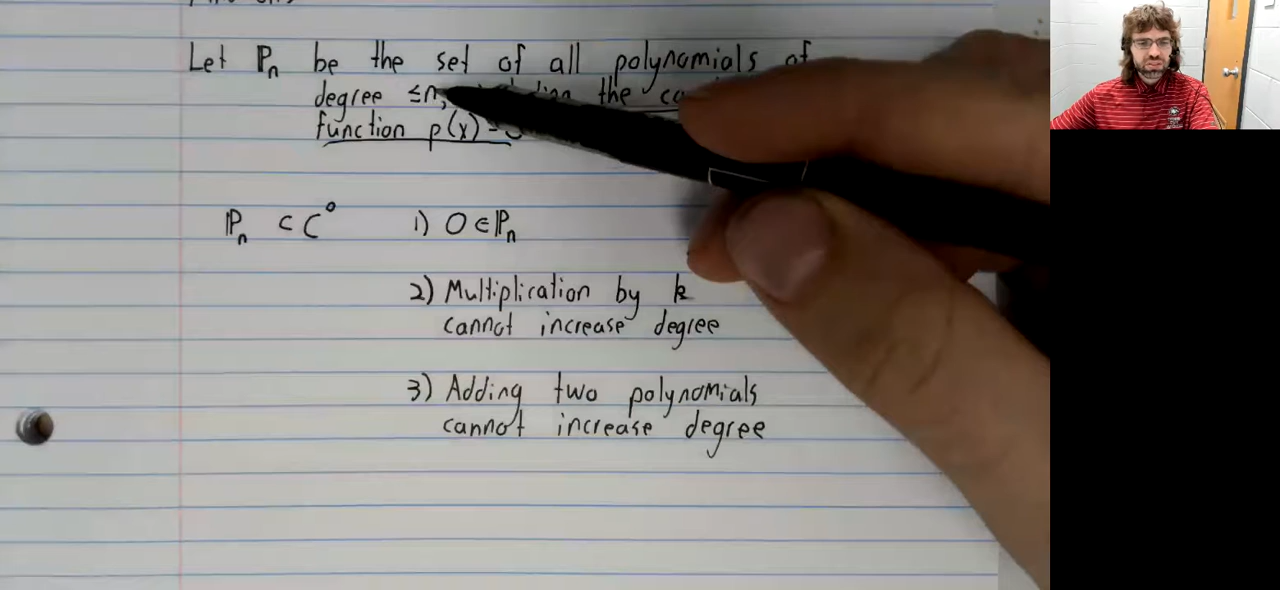 Let ℙₙ be the set of all polynomials of
degree ≤n, the
function p(x) =
ℙₙ ⊂ C⁰
1) 0 ∈ ℙₙ
2) Multiplication by k
cannot increase degree
3) Adding two polynomials
cannot increase degree